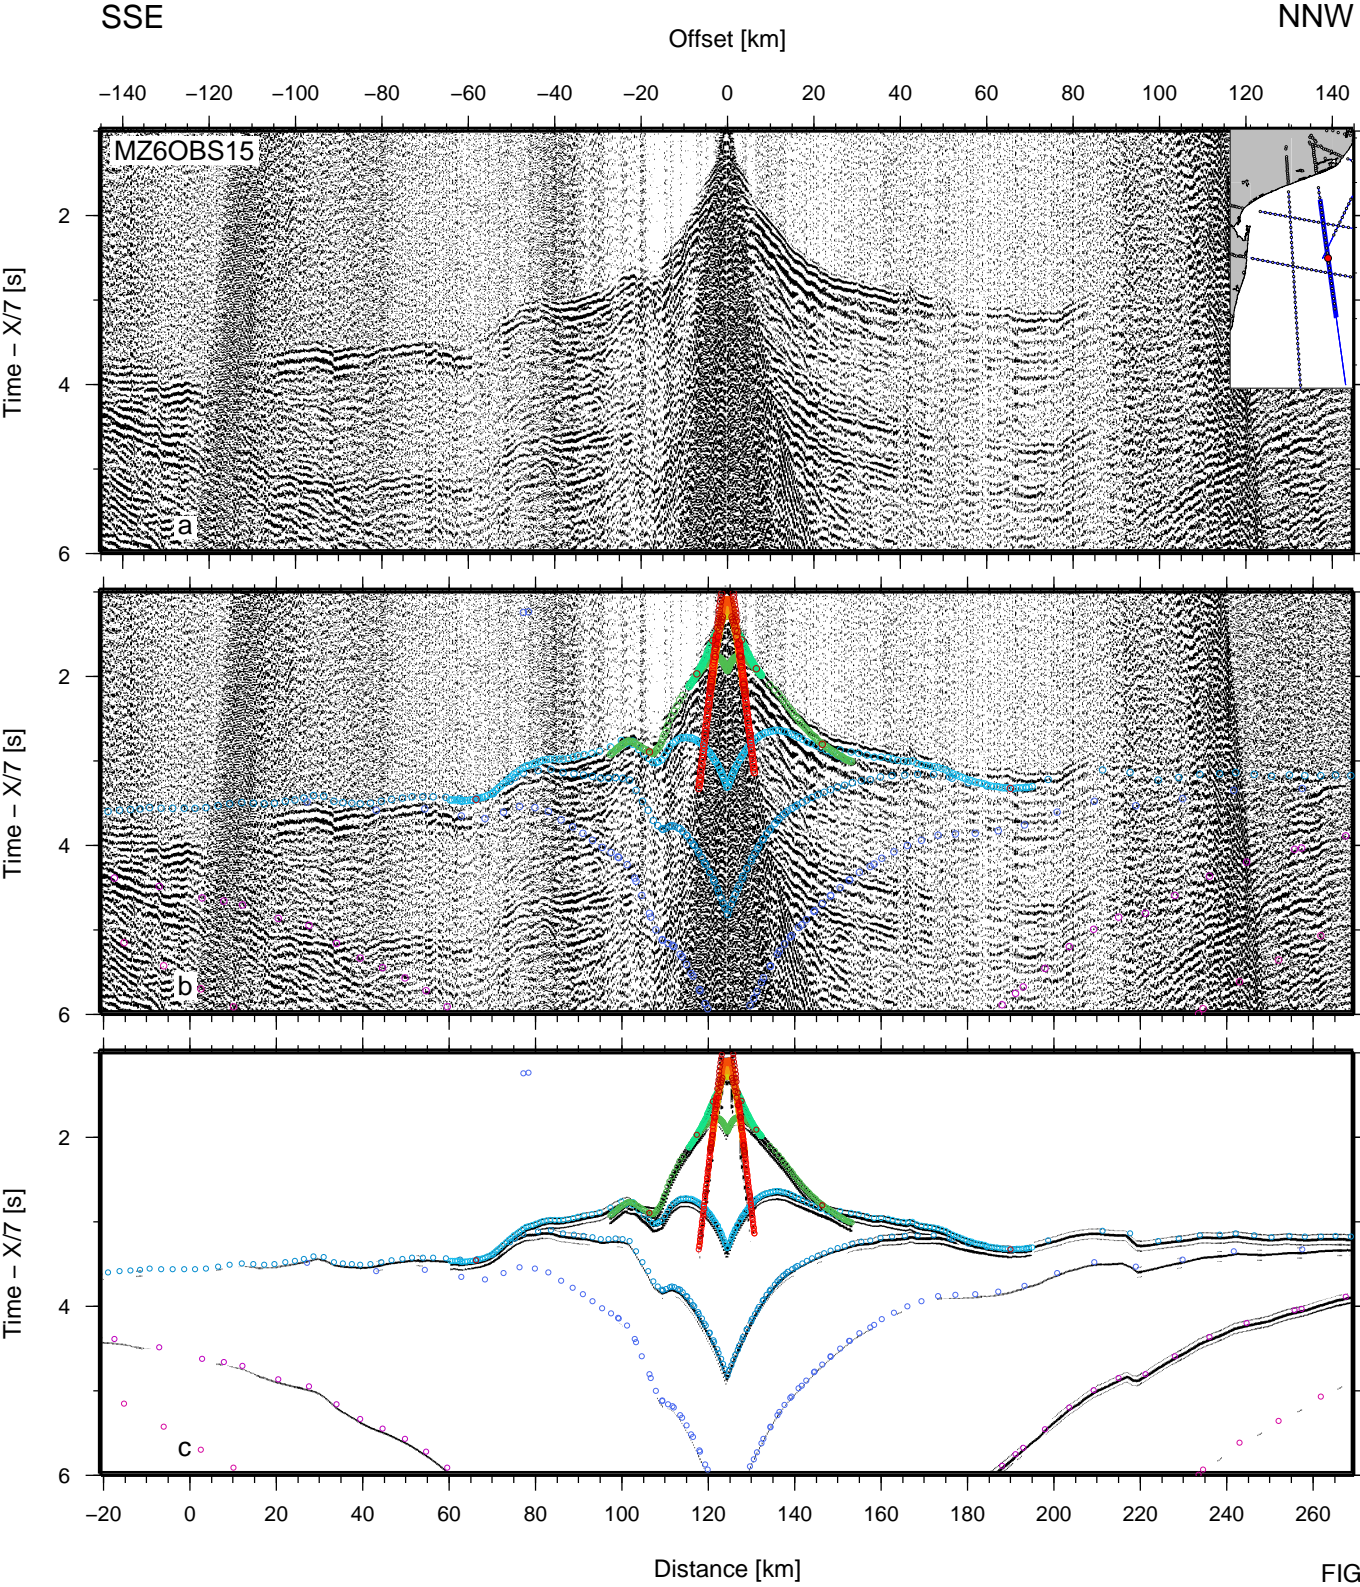 SSE NNW
Offset [km]
−140 −120 −100 −80 −60 −40 −20 0 20 40 60 80 100 120 140
MZ6OBS15
2
4
6
Time − X/7 [s]
a
2
4
6
Time − X/7 [s]
b
2
4
6
Time − X/7 [s]
c
−20 0 20 40 60 80 100 120 140 160 180 200 220 240 260
Distance [km]
FIG